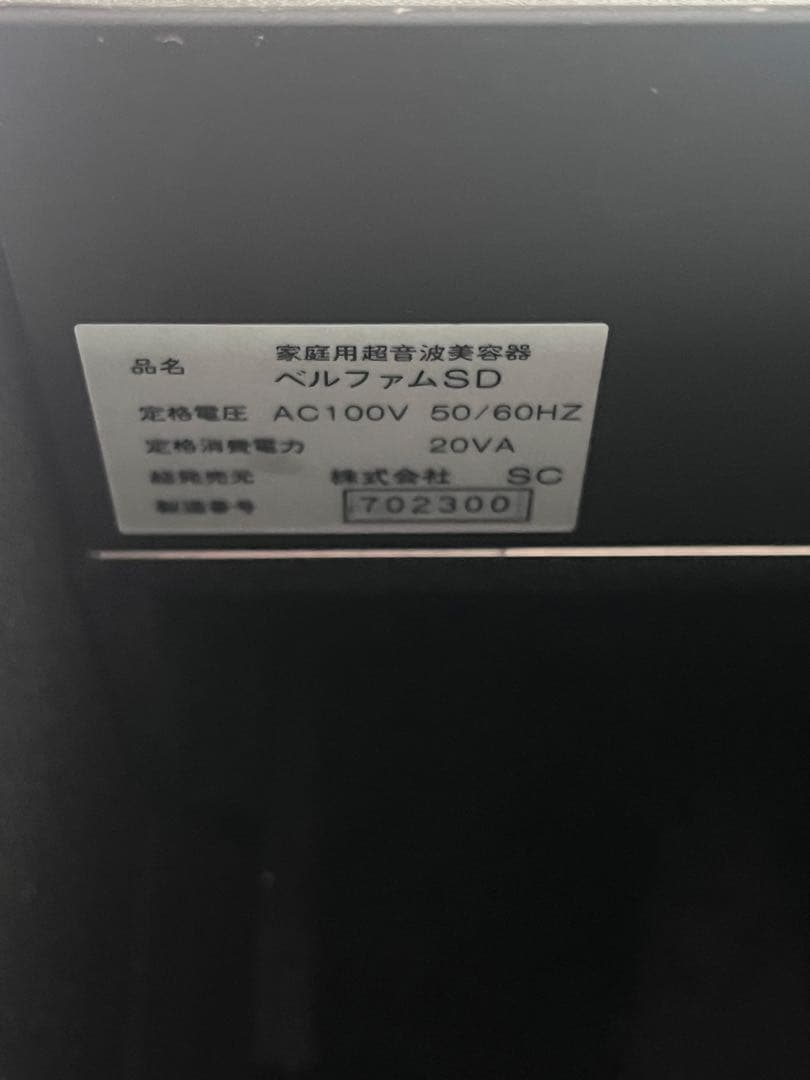 品名 家庭用超音波美容器
ベルファムSD
定格電圧 AC100V 50/60HZ
定格消費電力 20VA
総発売元 株式会社 SC
製造番号 702300